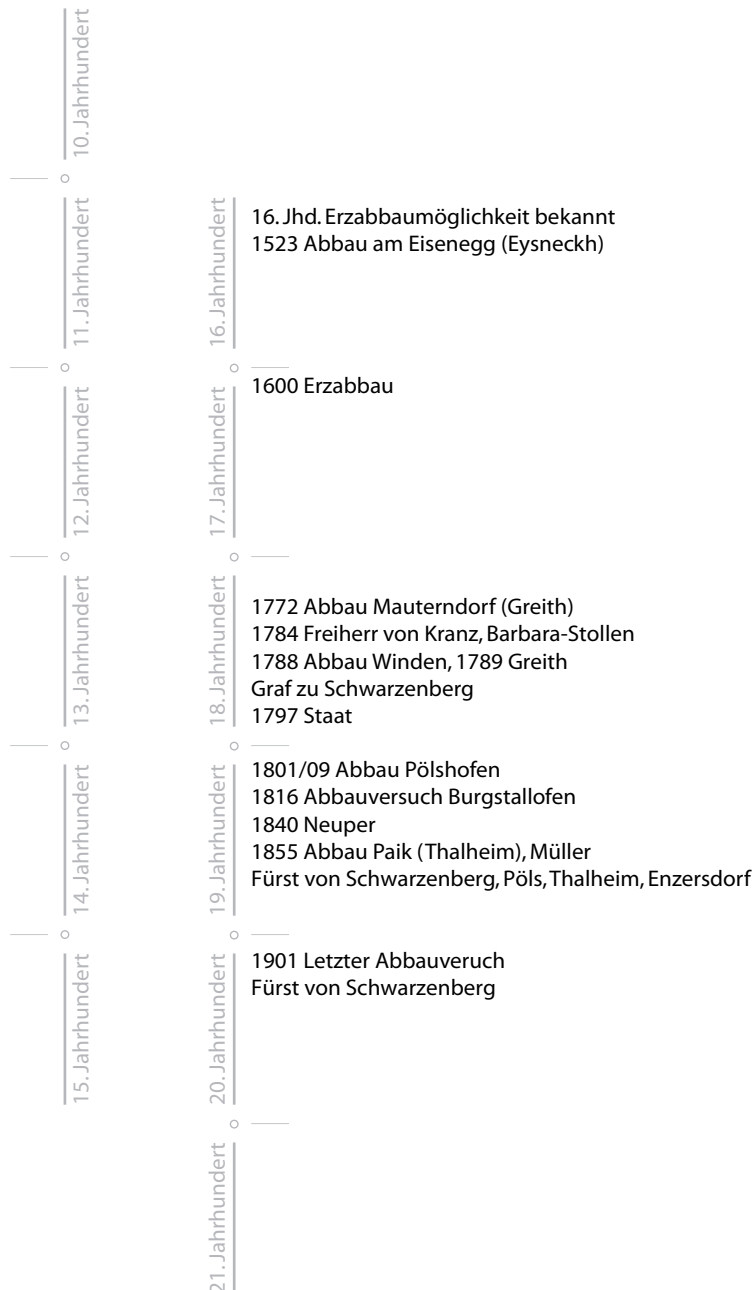 10. Jahrhundert
11. Jahrhundert
12. Jahrhundert
13. Jahrhundert
14. Jahrhundert
15. Jahrhundert
16. Jahrhundert
16. Jhd. Erzabbaumöglichkeit bekannt
1523 Abbau am Eisenegg (Eysneckh)
17. Jahrhundert
1600 Erzabbau
18. Jahrhundert
1772 Abbau Mauterndorf (Greith)
1784 Freiherr von Kranz, Barbara-Stollen
1788 Abbau Winden, 1789 Greith
Graf zu Schwarzenberg
1797 Staat
19. Jahrhundert
1801/09 Abbau Pölshofen
1816 Abbauversuch Burgstallofen
1840 Neuper
1855 Abbau Paik (Thalheim), Müller
Fürst von Schwarzenberg, Pöls, Thalheim, Enzersdorf
20. Jahrhundert
1901 Letzter Abbauveruch
Fürst von Schwarzenberg
21. Jahrhundert